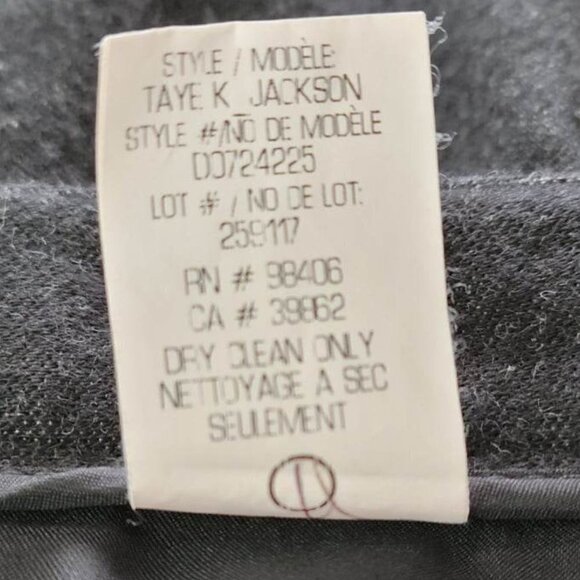 STYLE / MODÈLE:
TAYE K JACKSON
STYLE #/NO DE MODÈLE
D0724225
LOT # / NO DE LOT:
259117
RN # 98406
CA # 39862
DRY CLEAN ONLY
NETTOYAGE A SEC
SEULEMENT